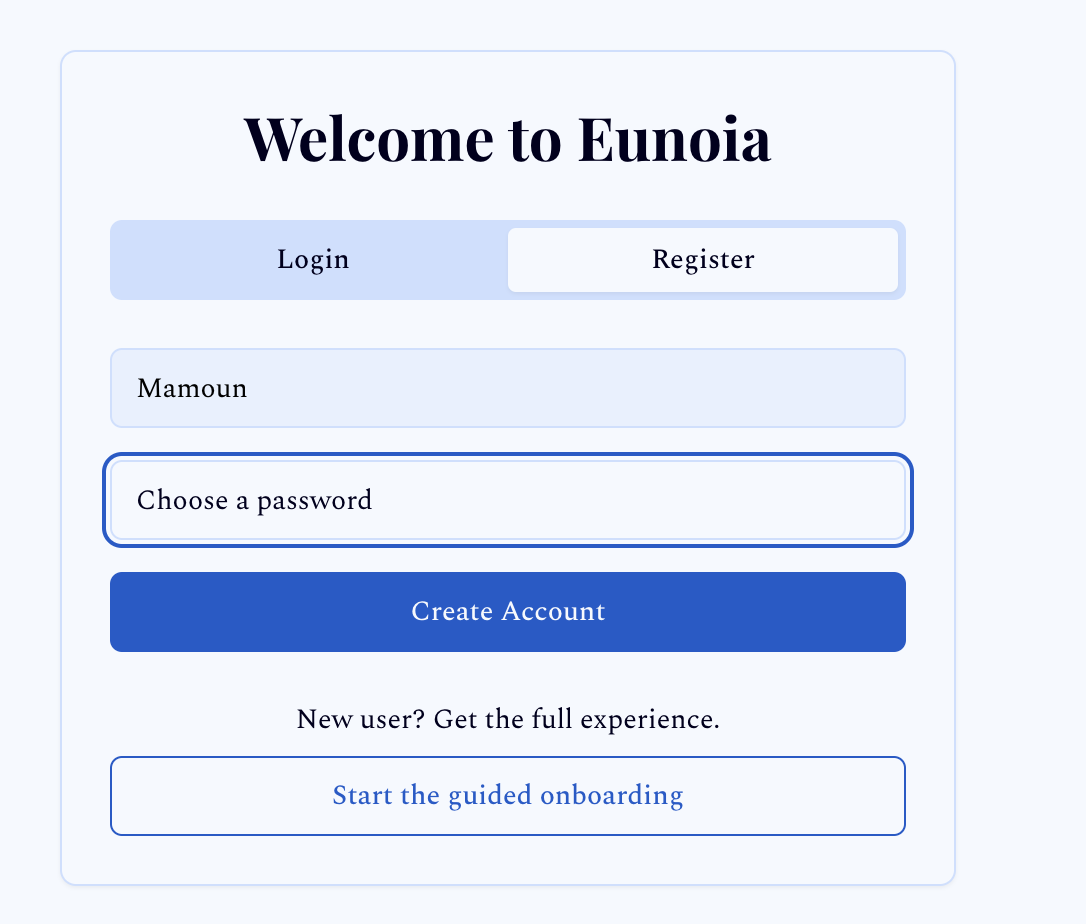 Welcome to Eunoia
Login
Register
Mamoun
Choose a password
Create Account
New user? Get the full experience.
Start the guided onboarding